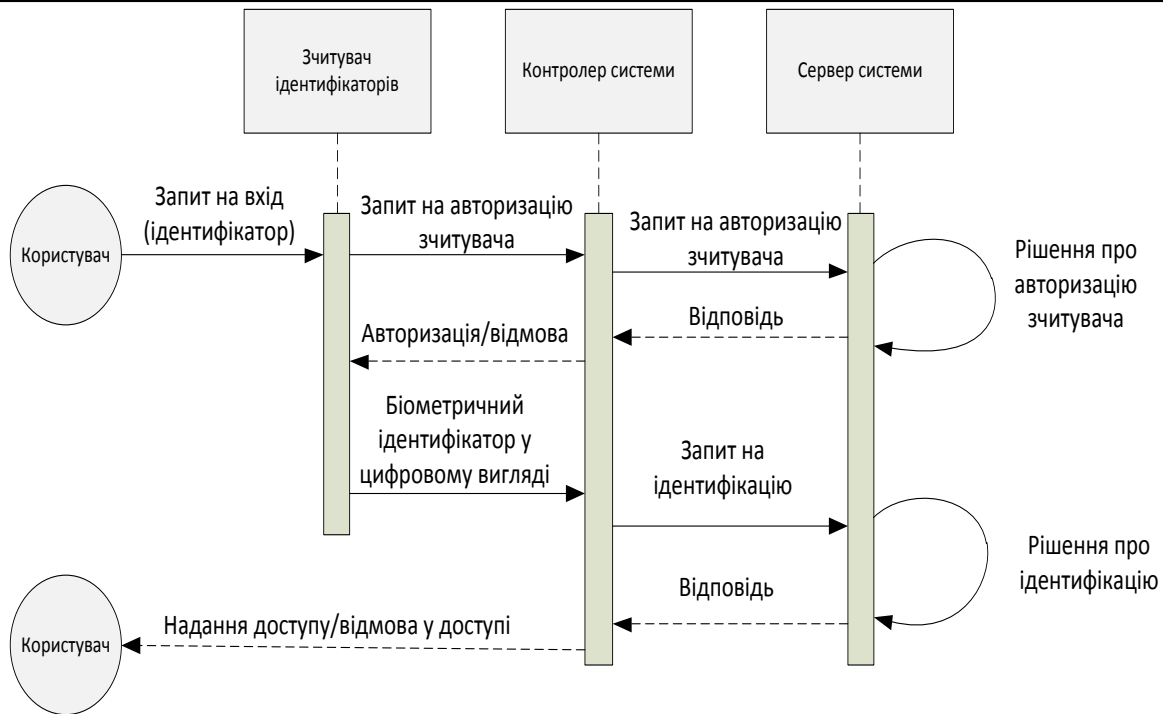 Зчитувач
ідентифікаторів
Контролер системи
Сервер системи
Користувач
Запит на вхід
(ідентифікатор)
Запит на авторизацію
зчитувача
Запит на авторизацію
зчитувача
Рішення про
авторизацію
зчитувача
Відповідь
Авторизація/відмова
Біометричний
ідентифікатор у
цифровому вигляді
Запит на
ідентифікацію
Рішення про
ідентифікацію
Відповідь
Надання доступу/відмова у доступі
Користувач